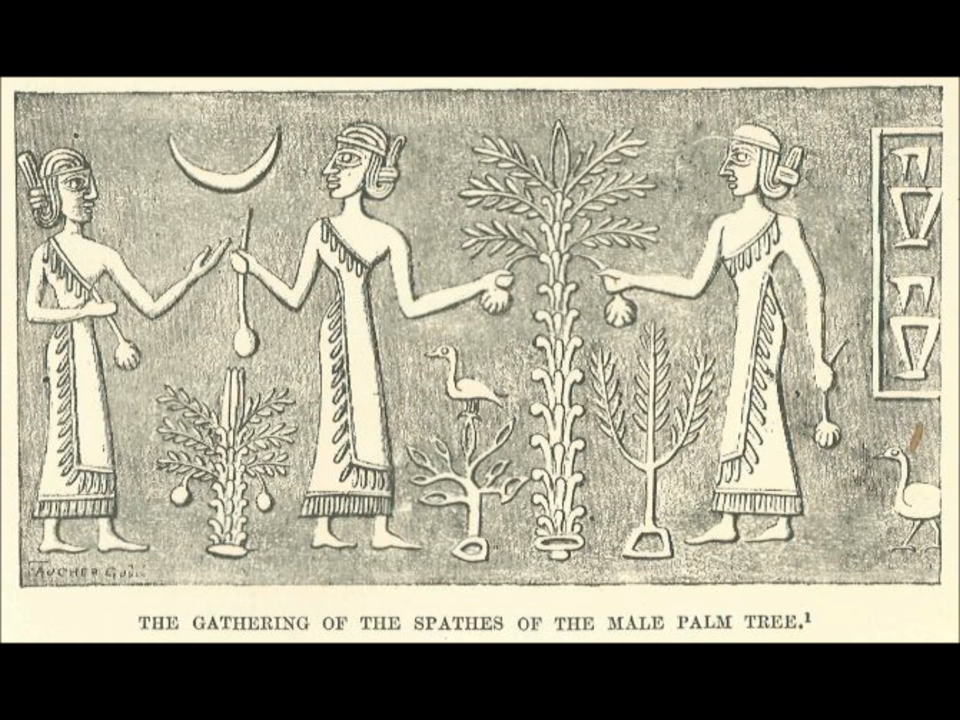 THE GATHERING OF THE SPATHES OF THE MALE PALM TREE.¹